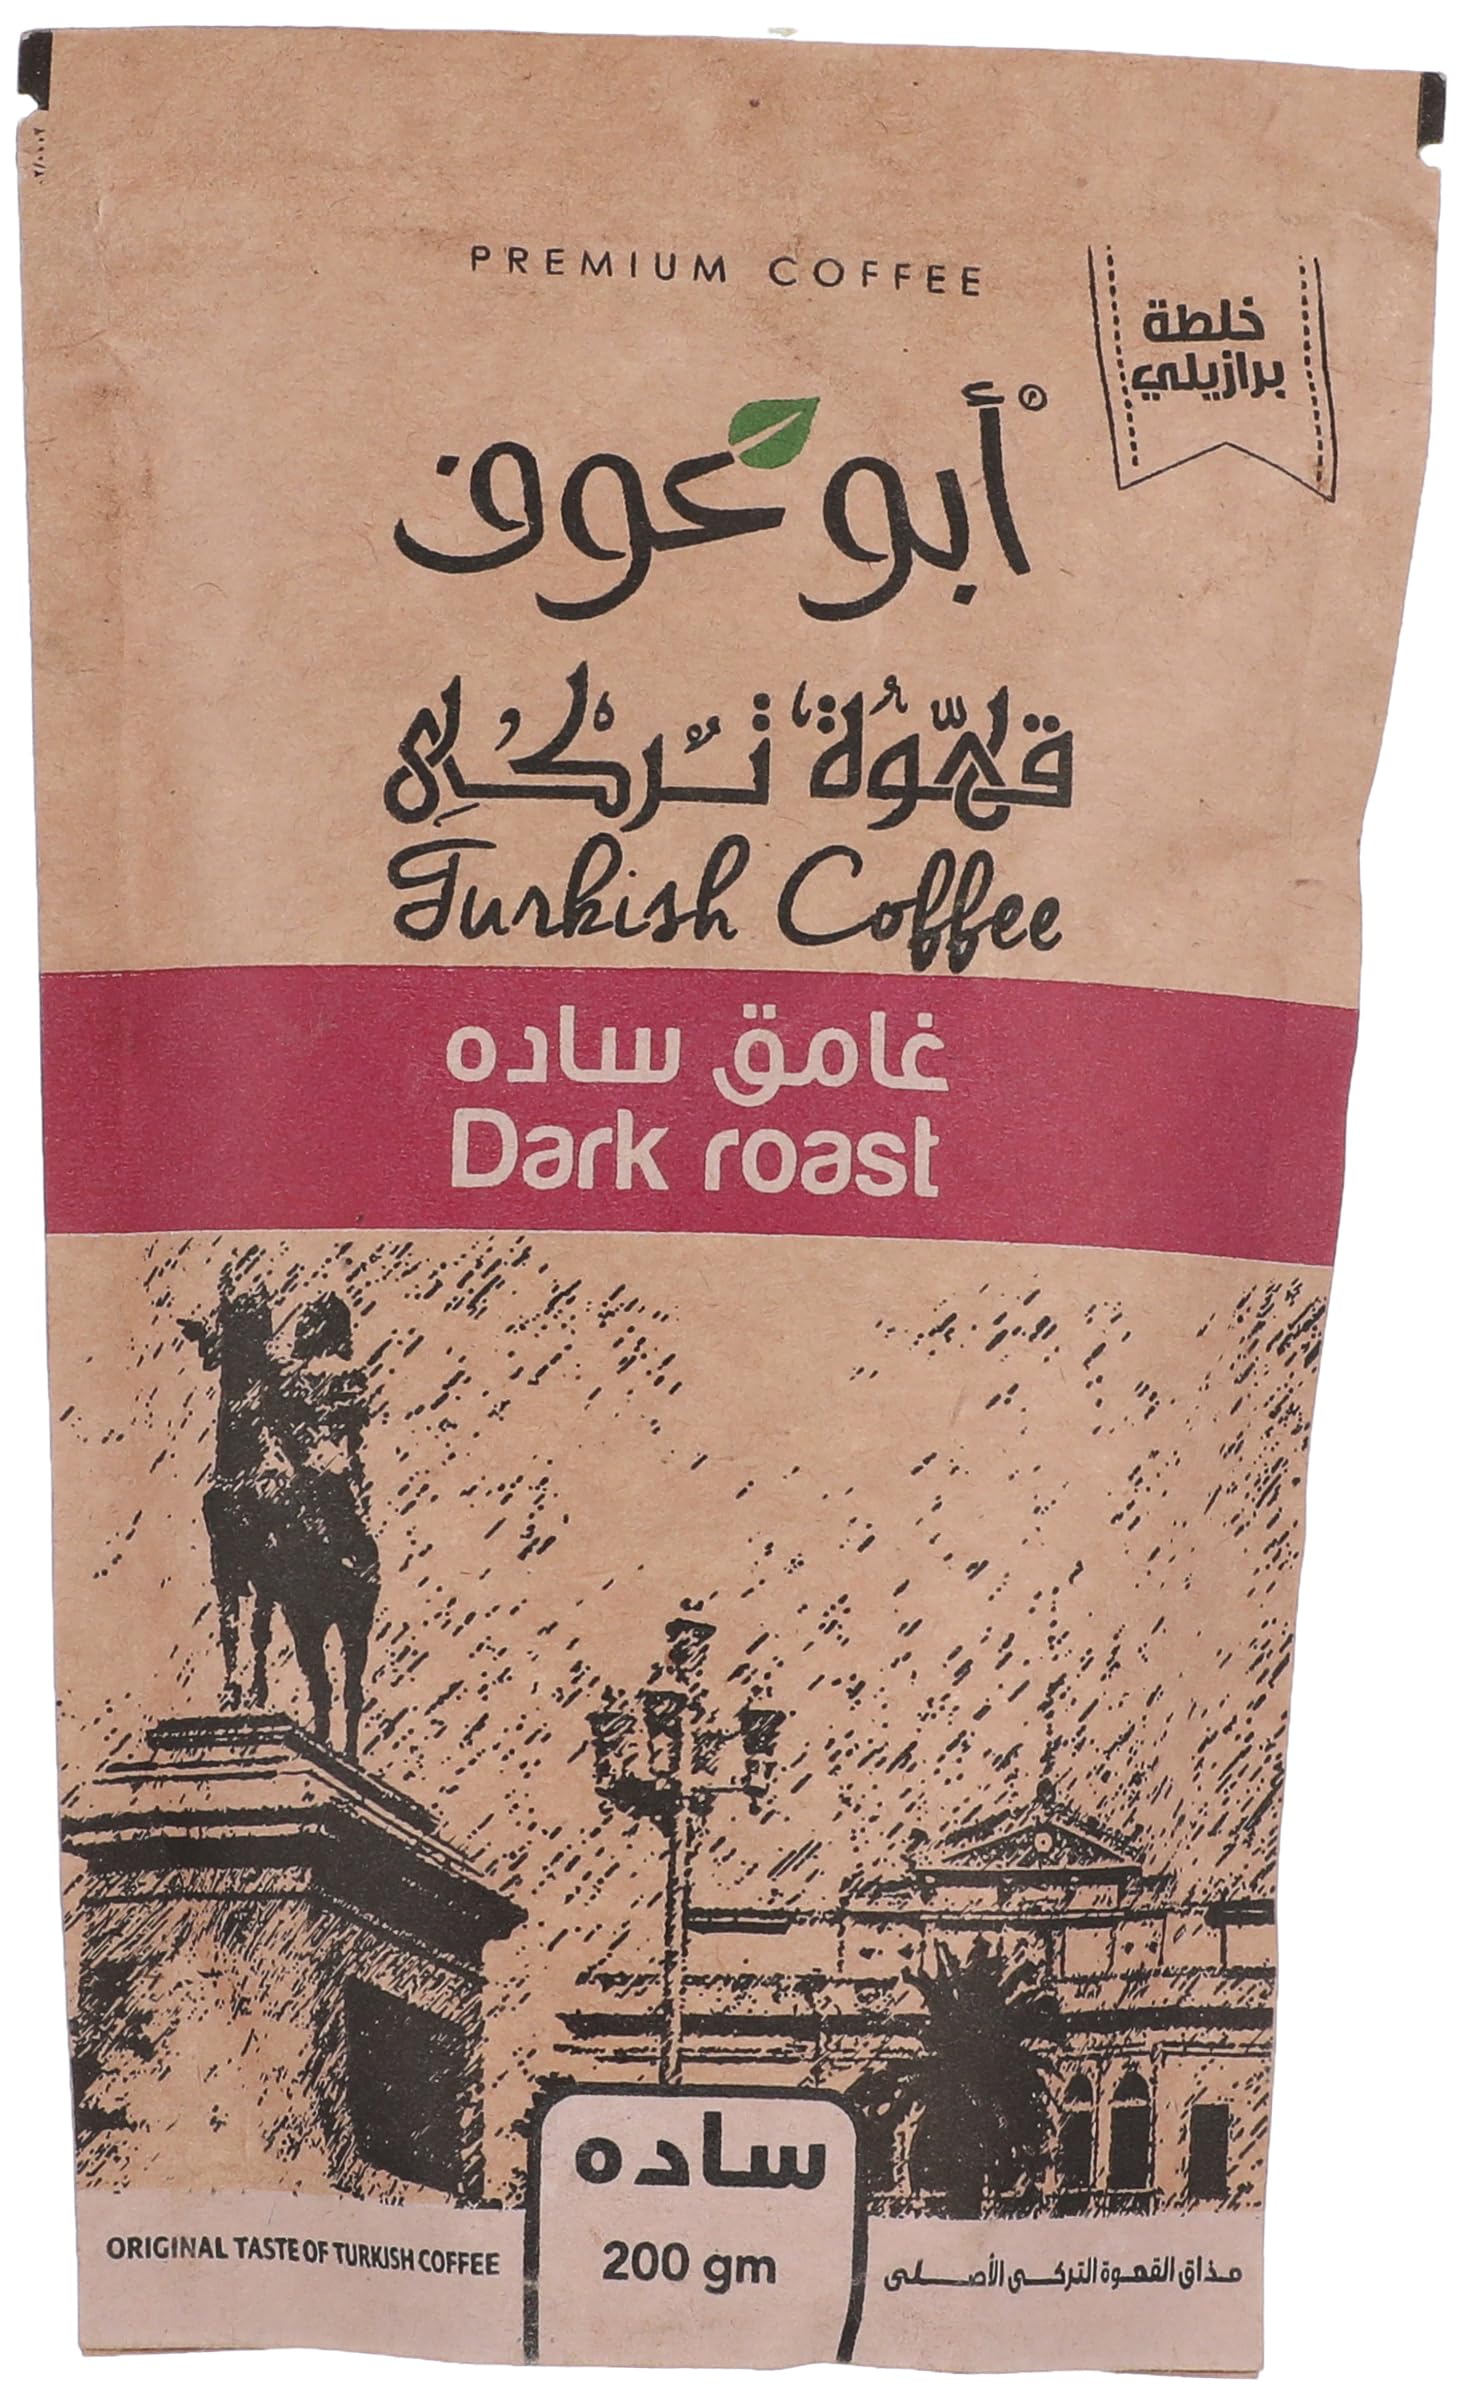 PREMIUM COFFEE
خلطة
برازيلي
أبو عوف
قهوة تركي
Turkish Coffee
غامق ساده
Dark roast
ساده
200 gm
ORIGINAL TASTE OF TURKISH COFFEE
مذاق القهوة التركى الأصلى